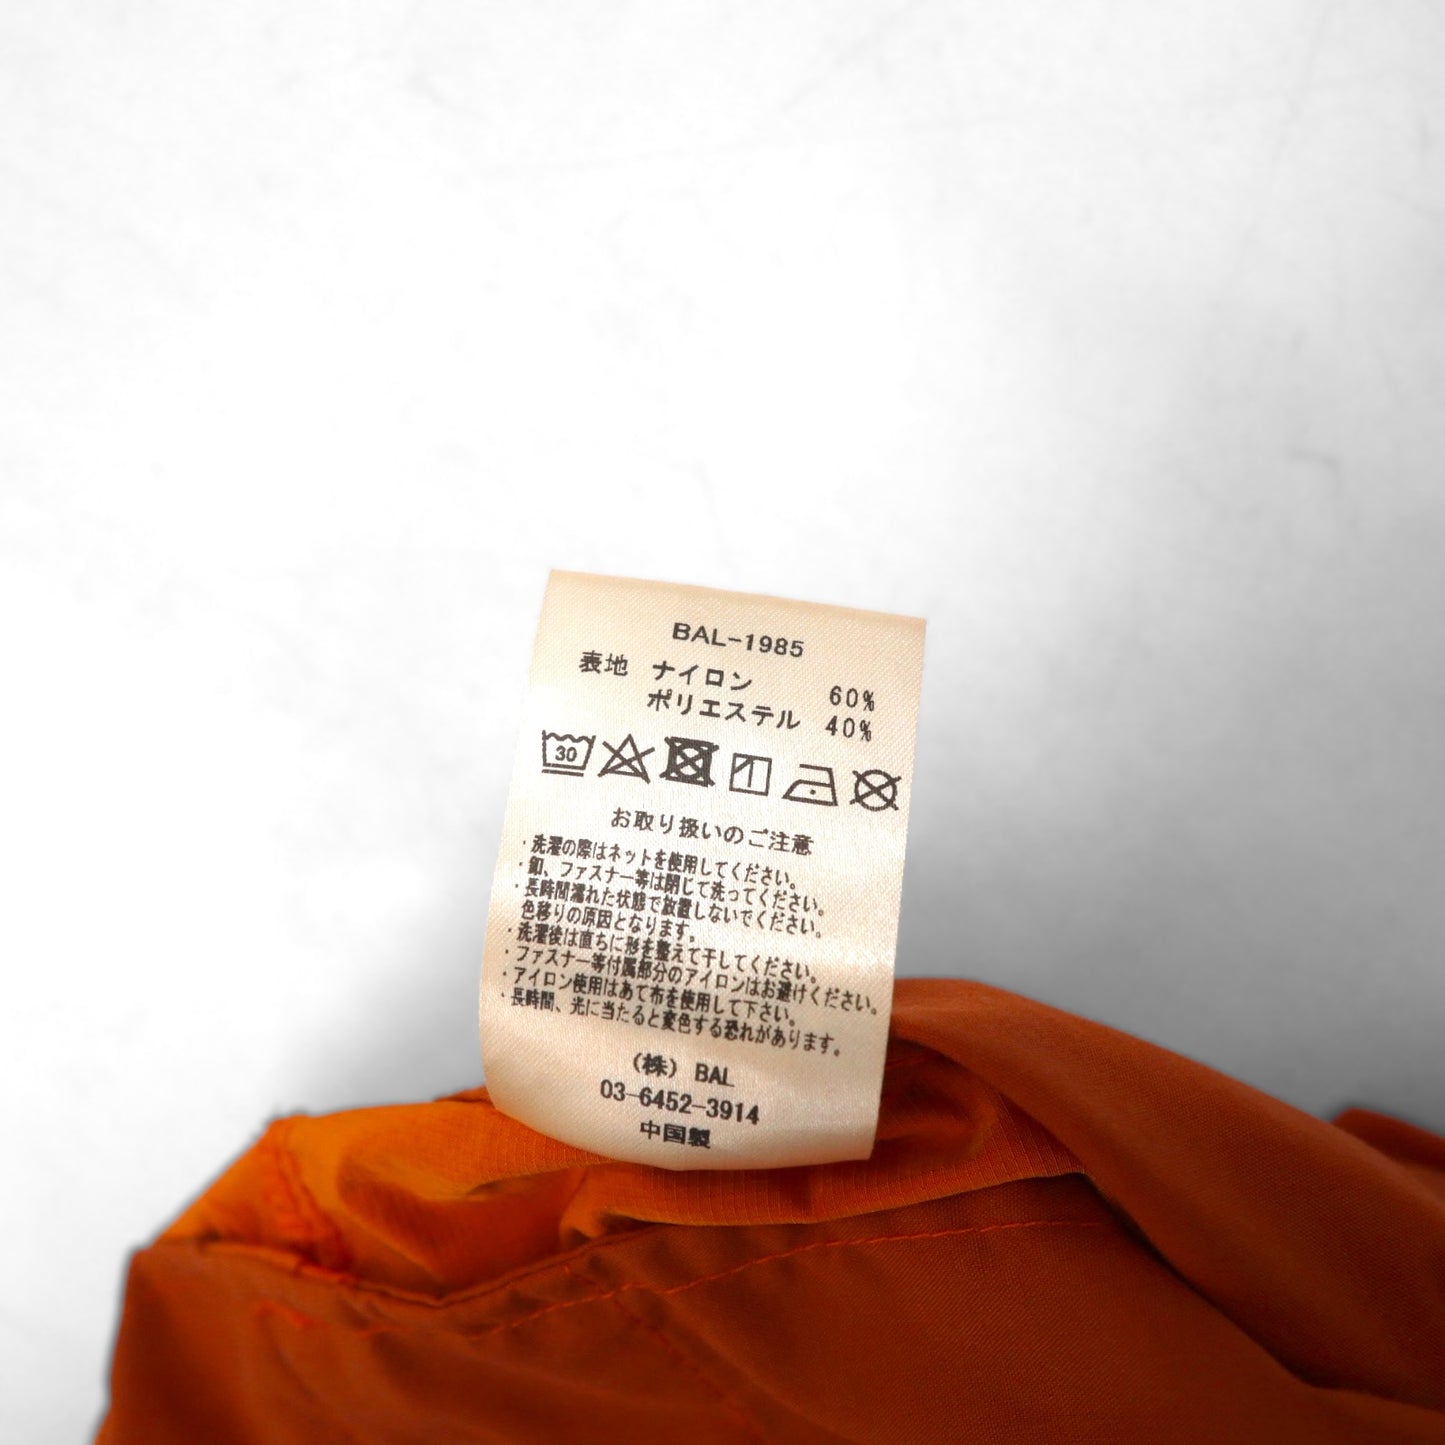 BAL-1985
表地 ナイロン 60%
ポリエステル 40%
30
お取り扱いのご注意
・洗濯の際はネットを使用してください。
・釦、ファスナー等は閉じて洗ってください。
・長時間濡れた状態で放置しないでください。
色移りの原因となります。
・洗濯後は直ちに形を整えて干してください。
・ファスナー等付属部分のアイロンはお避けください。
・アイロン使用はあて布を使用して下さい。
・長時間、光に当たると変色する恐れがあります。
(株) BAL
03-6452-3914
中国製